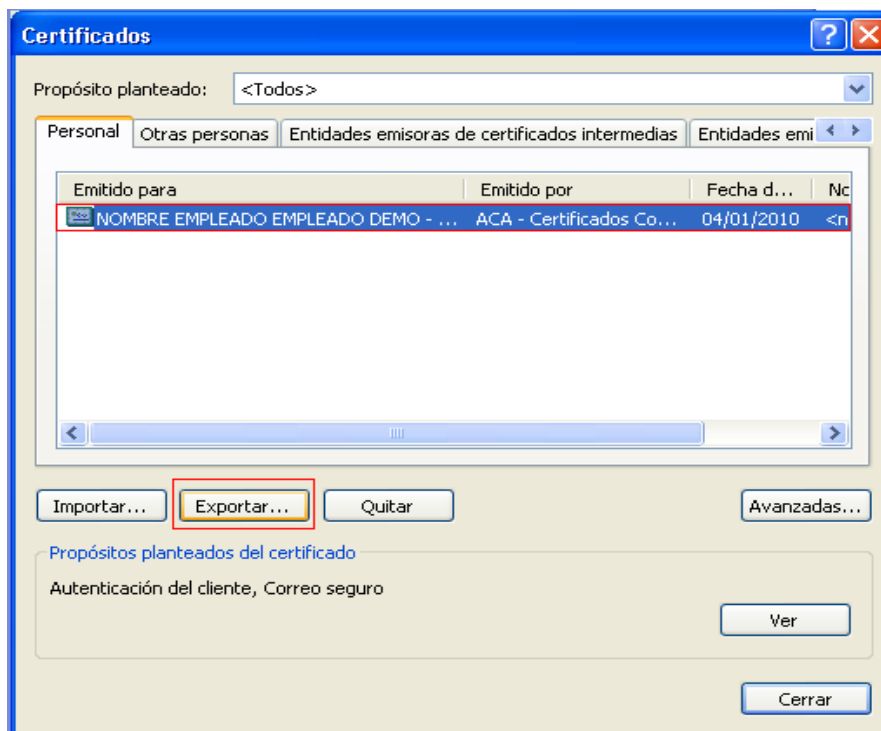 Certificados
Propósito planteado: <Todos>
Personal Otras personas Entidades emisoras de certificados intermedias Entidades emi
Emitido para Emitido por Fecha d... Nc
NOMBRE EMPLEADO EMPLEADO DEMO - ... ACA - Certificados Co... 04/01/2010 <n
Importar... Exportar... Quitar Avanzadas...
Propósitos planteados del certificado
Autenticación del cliente, Correo seguro
Ver
Cerrar